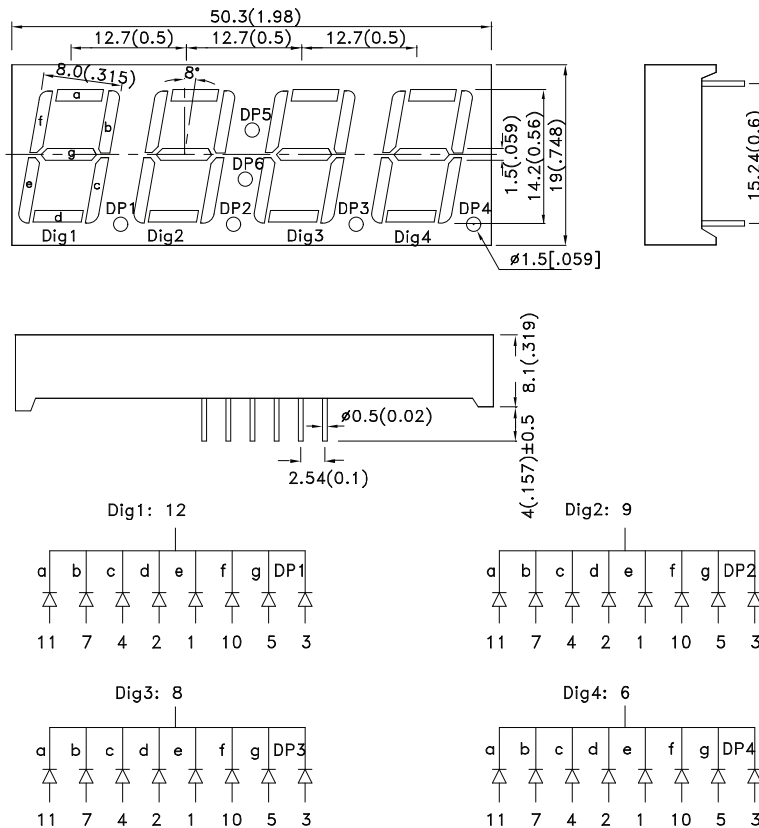 50.3(1.98)
12.7(0.5) 12.7(0.5) 12.7(0.5)
8.0(.315) 8°
a
f b
g
e c
d
DP5
DP6
DP1 DP2 DP3 DP4
Dig1 Dig2 Dig3 Dig4
1.5(.059)
14.2(0.56)
19(.748)
15.24(0.6)
ø1.5[.059]
8.1(.319)
ø0.5(0.02)
2.54(0.1)
4(.157)±0.5
Dig1: 12
a b c d e f g DP1
11 7 4 2 1 10 5 3
Dig2: 9
a b c d e f g DP2
11 7 4 2 1 10 5 3
Dig3: 8
a b c d e f g DP3
11 7 4 2 1 10 5 3
Dig4: 6
a b c d e f g DP4
11 7 4 2 1 10 5 3